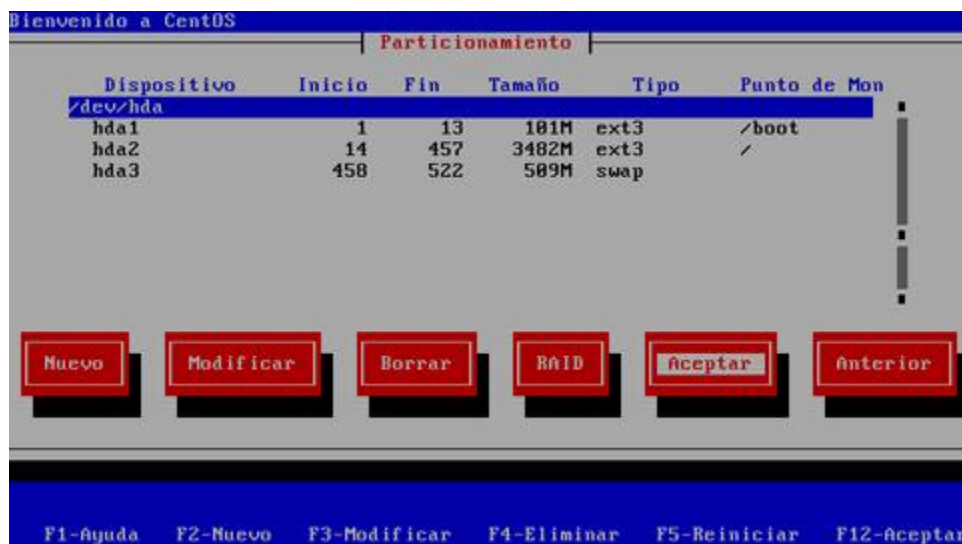 Bienvenido a CentOS
Particionamiento
Dispositivo Inicio Fin Tamaño Tipo Punto de Mon
/dev/hda
hda1 1 13 101M ext3 /boot
hda2 14 457 3482M ext3 /
hda3 458 522 509M swap
Nuevo Modificar Borrar RAID Aceptar Anterior
F1-Ayuda F2-Nuevo F3-Modificar F4-Eliminar F5-Reiniciar F12-Aceptar